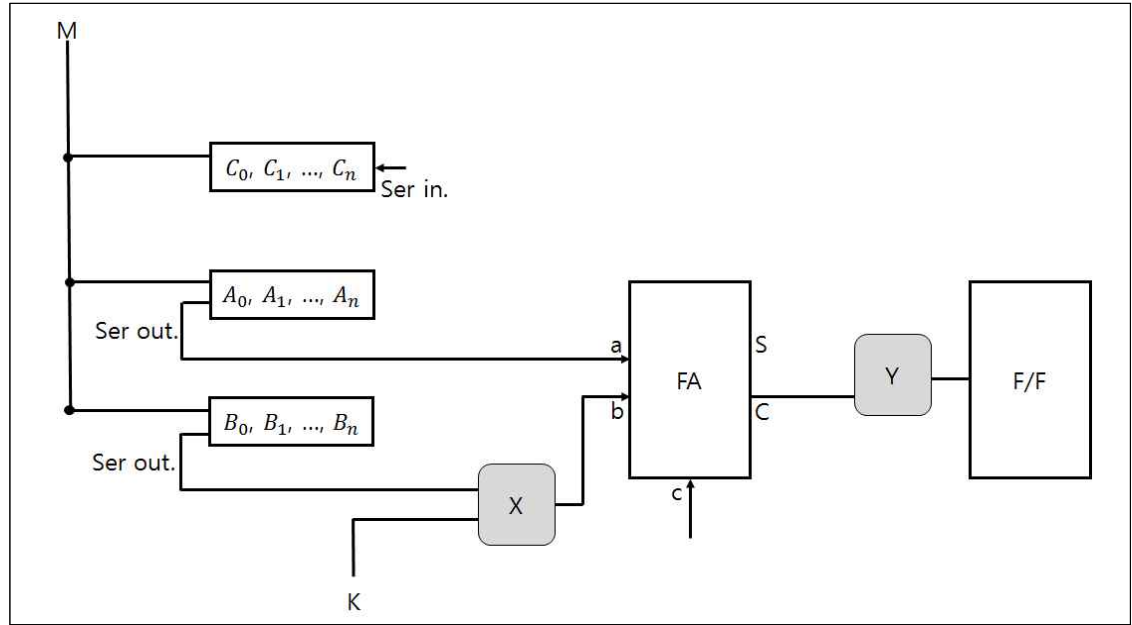 M
C₀, C₁, ..., Cₙ
Ser in.
A₀, A₁, ..., Aₙ
Ser out.
a
S
FA
Y
F/F
b
C
B₀, B₁, ..., Bₙ
Ser out.
X
c
K